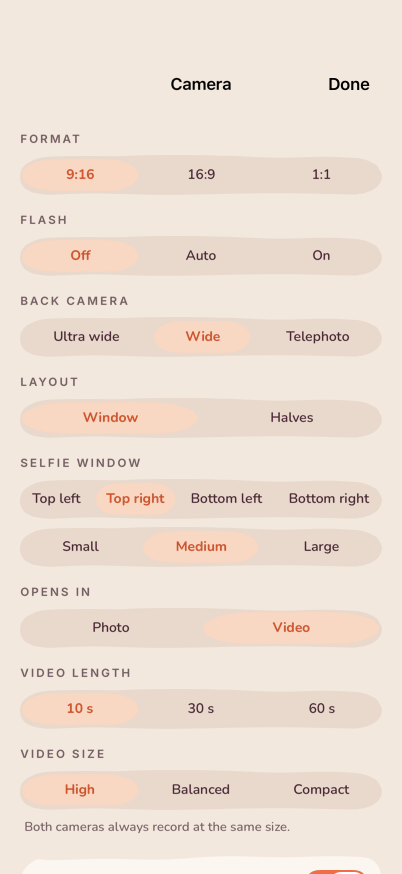 Camera Done
FORMAT
9:16 16:9 1:1
FLASH
Off Auto On
BACK CAMERA
Ultra wide Wide Telephoto
LAYOUT
Window Halves
SELFIE WINDOW
Top left Top right Bottom left Bottom right
Small Medium Large
OPENS IN
Photo Video
VIDEO LENGTH
10 s 30 s 60 s
VIDEO SIZE
High Balanced Compact
Both cameras always record at the same size.